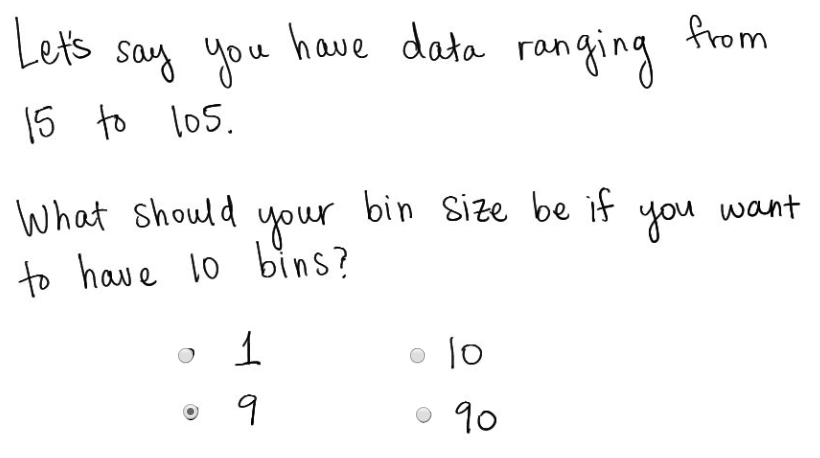 Let's say you have data ranging from
15 to 105.
What should your bin size be if you want
to have 10 bins?
1 10
9 90